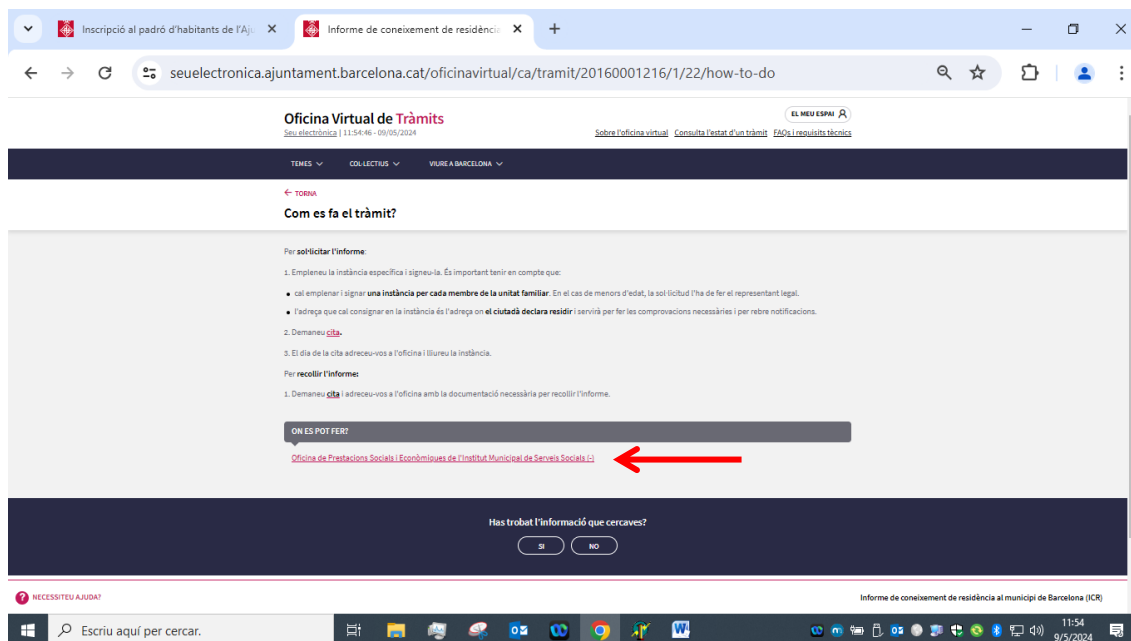 Inscripció al padró d'habitants de l'Aju
Informe de coneixement de residència
seuelectronica.ajuntament.barcelona.cat/oficinavirtual/ca/tramit/20160001216/1/22/how-to-do
Oficina Virtual de Tràmits
EL MEU ESPAI
Seu electrònica | 11:54:46 - 09/05/2024
Sobre l'oficina virtual Consulta l'estat d'un tràmit FAQs i requisits tècnics
TEMES COL·LECTIUS VIURE A BARCELONA
← TORNA
Com es fa el tràmit?
Per sol·licitar l'informe:
1. Empleneu la instància específica i signeu-la. És important tenir en compte que:
• cal emplenar i signar una instància per cada membre de la unitat familiar. En el cas de menors d'edat, la sol·licitud l'ha de fer el representant legal.
• l'adreça que cal consignar en la instància és l'adreça on el ciutadà declara residir i servirà per fer les comprovacions necessàries i per rebre notificacions.
2. Demaneu cita.
3. El dia de la cita adreceu-vos a l'oficina i lliureu la instància.
Per recollir l'informe:
1. Demaneu cita i adreceu-vos a l'oficina amb la documentació necessària per recollir l'informe.
ON ES POT FER?
Oficina de Prestacions Socials i Econòmiques de l'Institut Municipal de Serveis Socials (-)
Has trobat l'informació que cercaves?
SI NO
? NECESSITEU AJUDA?
Informe de coneixement de residència al municipi de Barcelona (ICR)
Escriu aquí per cercar.
11:54
9/5/2024